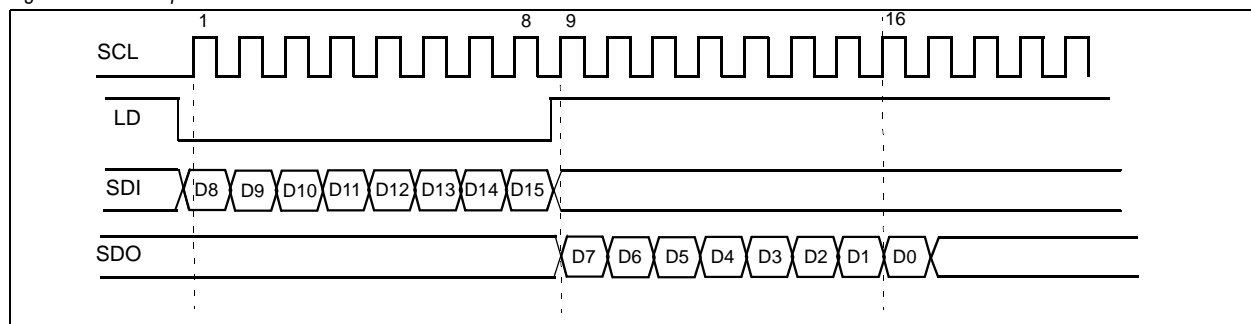 1 8 9 16
SCL
LD
SDI D8 D9 D10 D11 D12 D13 D14 D15
SDO D7 D6 D5 D4 D3 D2 D1 D0